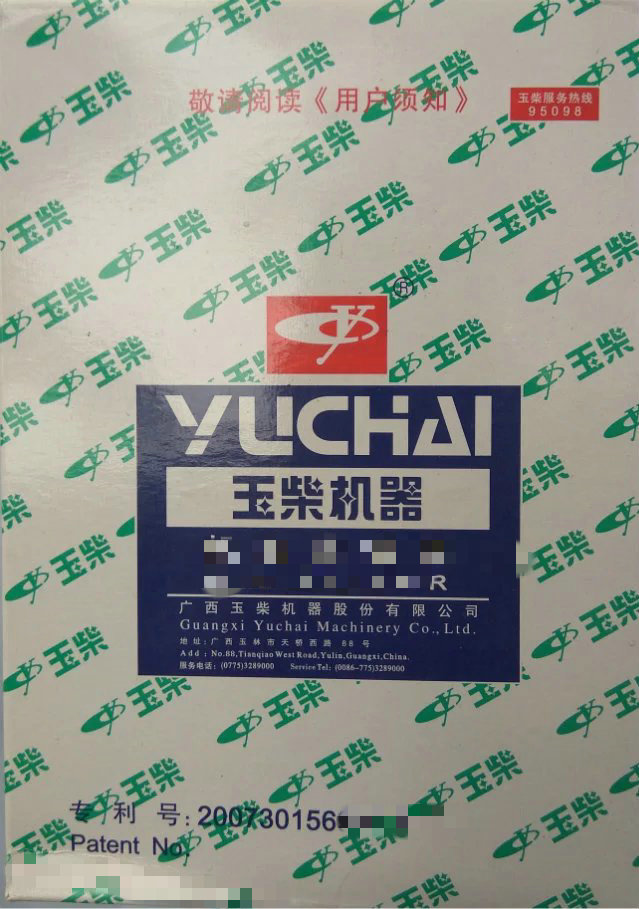 敬请阅读《用户须知》
玉柴服务热线
95098
®
YUCHAI
玉柴机器
R
广西玉柴机器股份有限公司
Guangxi Yuchai Machinery Co., Ltd.
地址：广西玉林市天桥西路 88 号
Add：No.88,Tianqiao West Road,Yulin,Guangxi,China.
服务电话：(0775)3289000 Service Tel：(0086-775)3289000
专 利 号：200730156
Patent No
玉柴